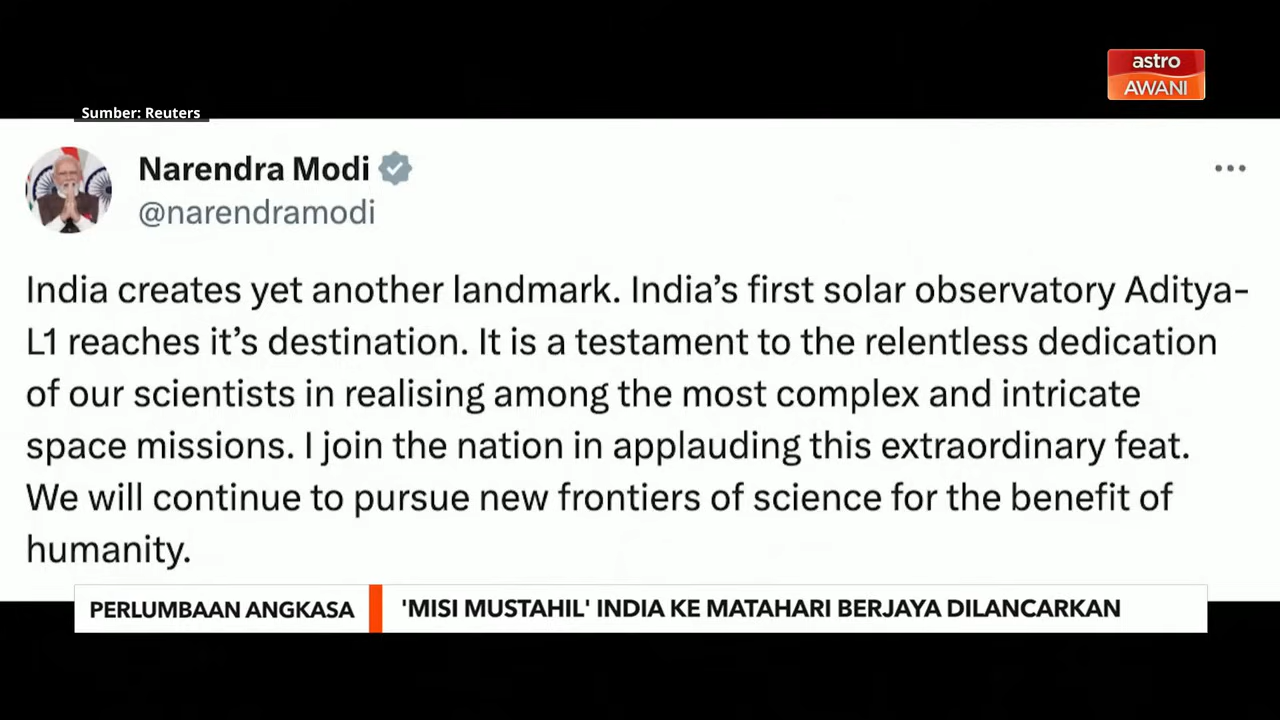 astro
AWANI
Sumber: Reuters
Narendra Modi
@narendramodi
India creates yet another landmark. India’s first solar observatory Aditya-
L1 reaches it’s destination. It is a testament to the relentless dedication
of our scientists in realising among the most complex and intricate
space missions. I join the nation in applauding this extraordinary feat.
We will continue to pursue new frontiers of science for the benefit of
humanity.
PERLUMBAAN ANGKASA
'MISI MUSTAHIL' INDIA KE MATAHARI BERJAYA DILANCARKAN